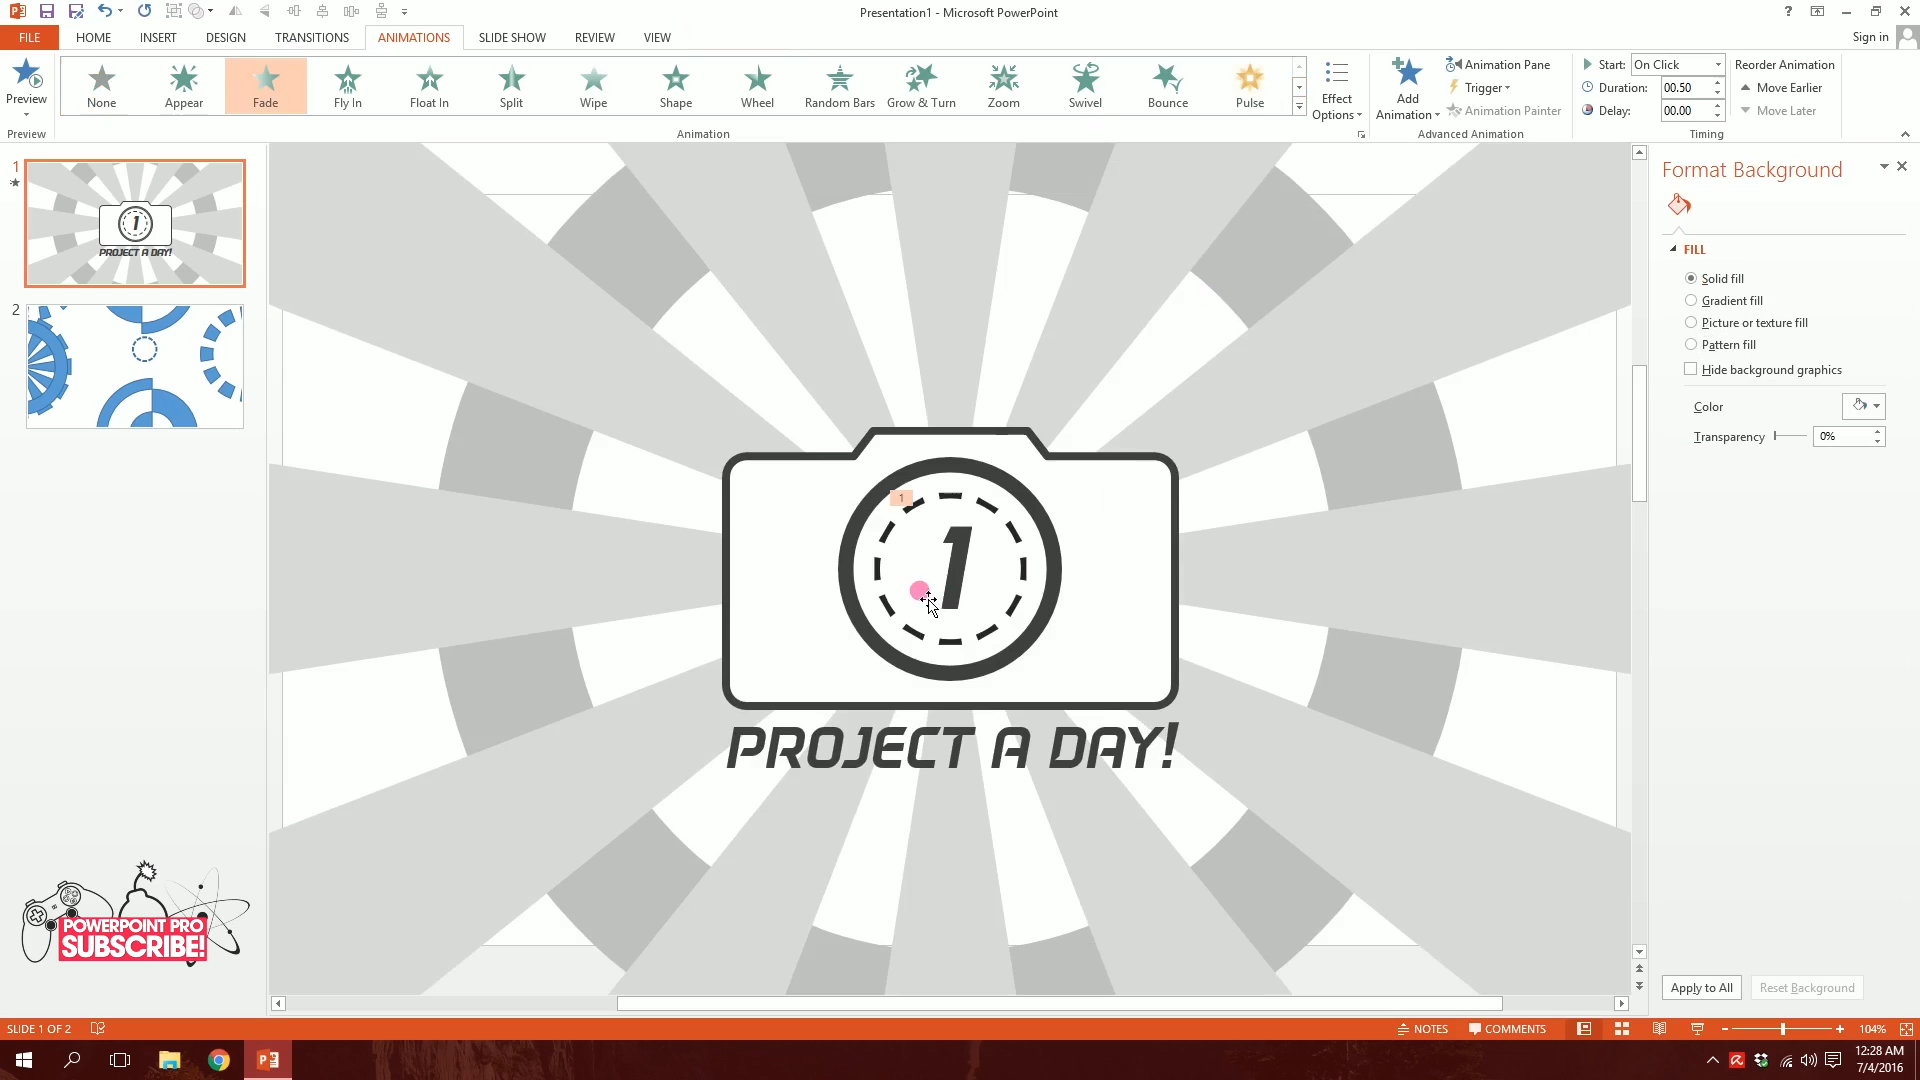 Presentation1 - Microsoft PowerPoint
?
FILE
HOME
INSERT
DESIGN
TRANSITIONS
ANIMATIONS
SLIDE SHOW
REVIEW
VIEW
Sign in
Preview
None
Appear
Fade
Fly In
Float In
Split
Wipe
Shape
Wheel
Random Bars
Grow & Turn
Zoom
Swivel
Bounce
Pulse
Effect
Options
Add
Animation
Animation Pane
Trigger
Animation Painter
Start: On Click
Duration: 00.50
Delay: 00.00
Reorder Animation
Move Earlier
Move Later
Preview
Animation
Advanced Animation
Timing
1
1
PROJECT A DAY!
2
1
1
PROJECT A DAY!
Format Background
FILL
Solid fill
Gradient fill
Picture or texture fill
Pattern fill
Hide background graphics
Color
Transparency
0%
Apply to All
Reset Background
POWERPOINT PRO
SUBSCRIBE!
SLIDE 1 OF 2
NOTES
COMMENTS
104%
12:28 AM
7/4/2016